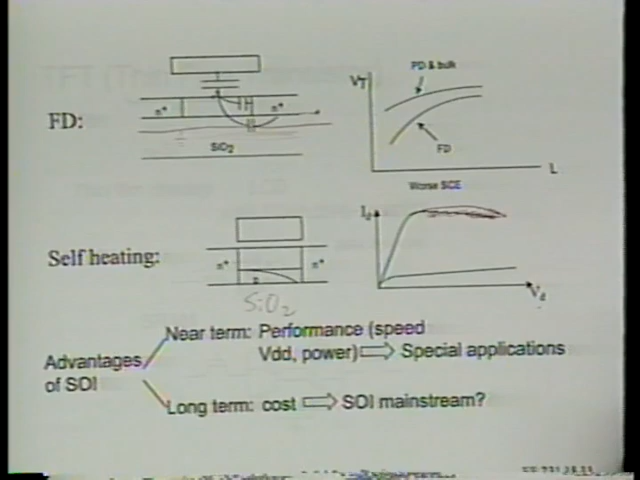 PD & bulk
VT
n+
n+
FD:
SiO2
FD
L
Worse SCE
Id
Self heating:
n+
n+
SiO2
Vd
Near term: Performance (speed
Vdd, power) ⇒ Special applications
Advantages
of SOI
Long term: cost ⇒ SOI mainstream?